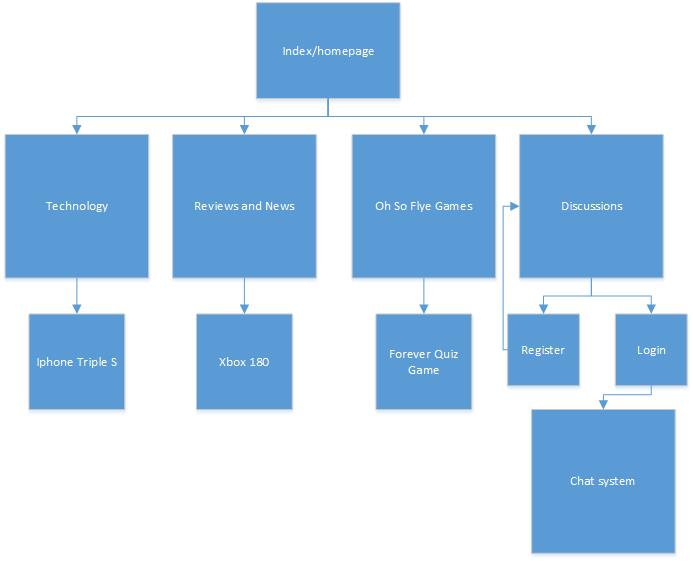 Index/homepage
Technology
Reviews and News
Oh So Flye Games
Discussions
Iphone Triple S
Xbox 180
Forever Quiz
Game
Register
Login
Chat system